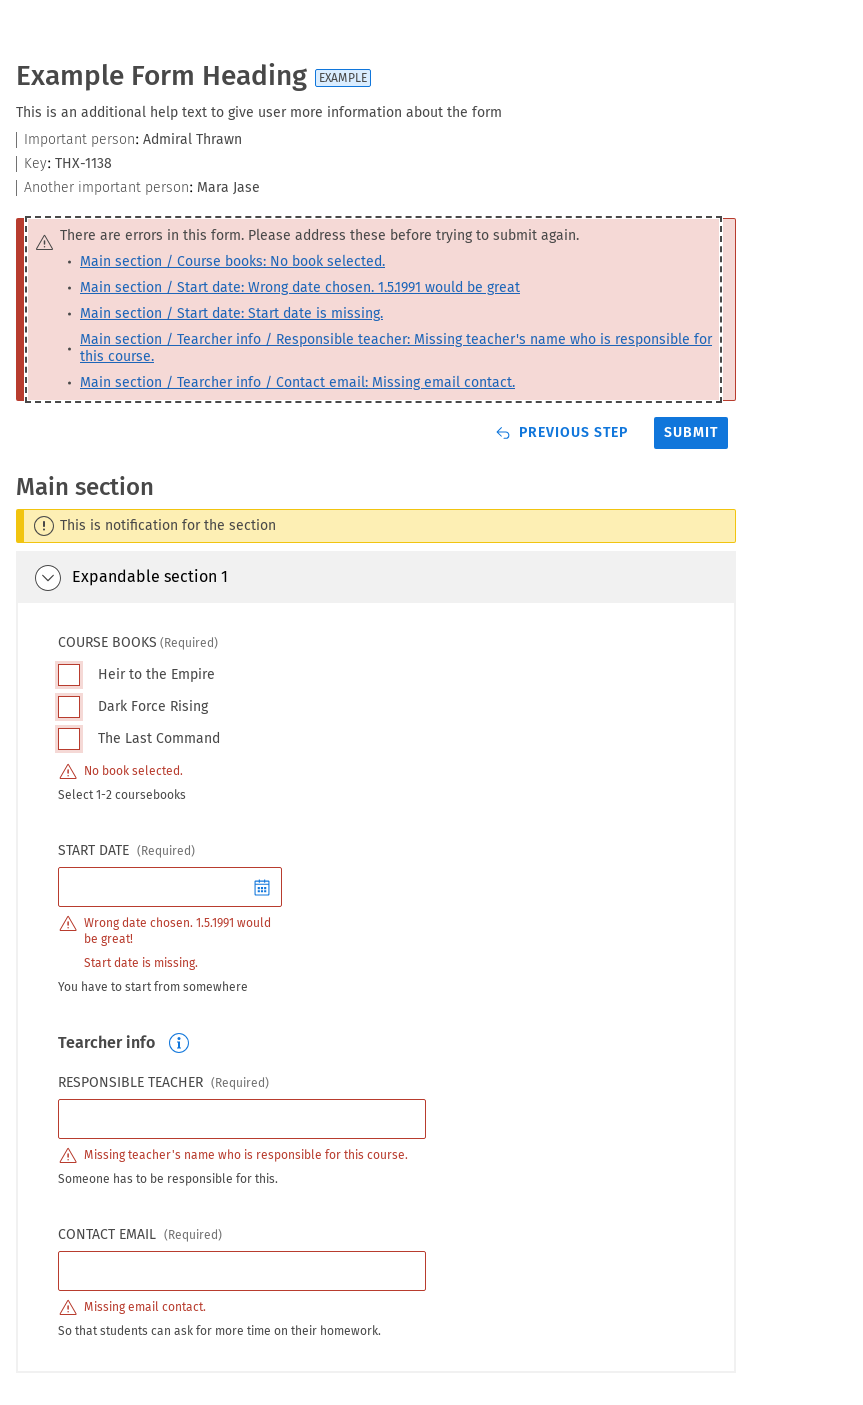 Example Form Heading EXAMPLE
This is an additional help text to give user more information about the form
Important person: Admiral Thrawn
Key: THX-1138
Another important person: Mara Jase
There are errors in this form. Please address these before trying to submit again.
• Main section / Course books: No book selected.
• Main section / Start date: Wrong date chosen. 1.5.1991 would be great
• Main section / Start date: Start date is missing.
• Main section / Tearcher info / Responsible teacher: Missing teacher's name who is responsible for
this course.
• Main section / Tearcher info / Contact email: Missing email contact.
PREVIOUS STEP SUBMIT
Main section
This is notification for the section
Expandable section 1
COURSE BOOKS (Required)
Heir to the Empire
Dark Force Rising
The Last Command
No book selected.
Select 1-2 coursebooks
START DATE (Required)
Wrong date chosen. 1.5.1991 would
be great!
Start date is missing.
You have to start from somewhere
Tearcher info
RESPONSIBLE TEACHER (Required)
Missing teacher's name who is responsible for this course.
Someone has to be responsible for this.
CONTACT EMAIL (Required)
Missing email contact.
So that students can ask for more time on their homework.